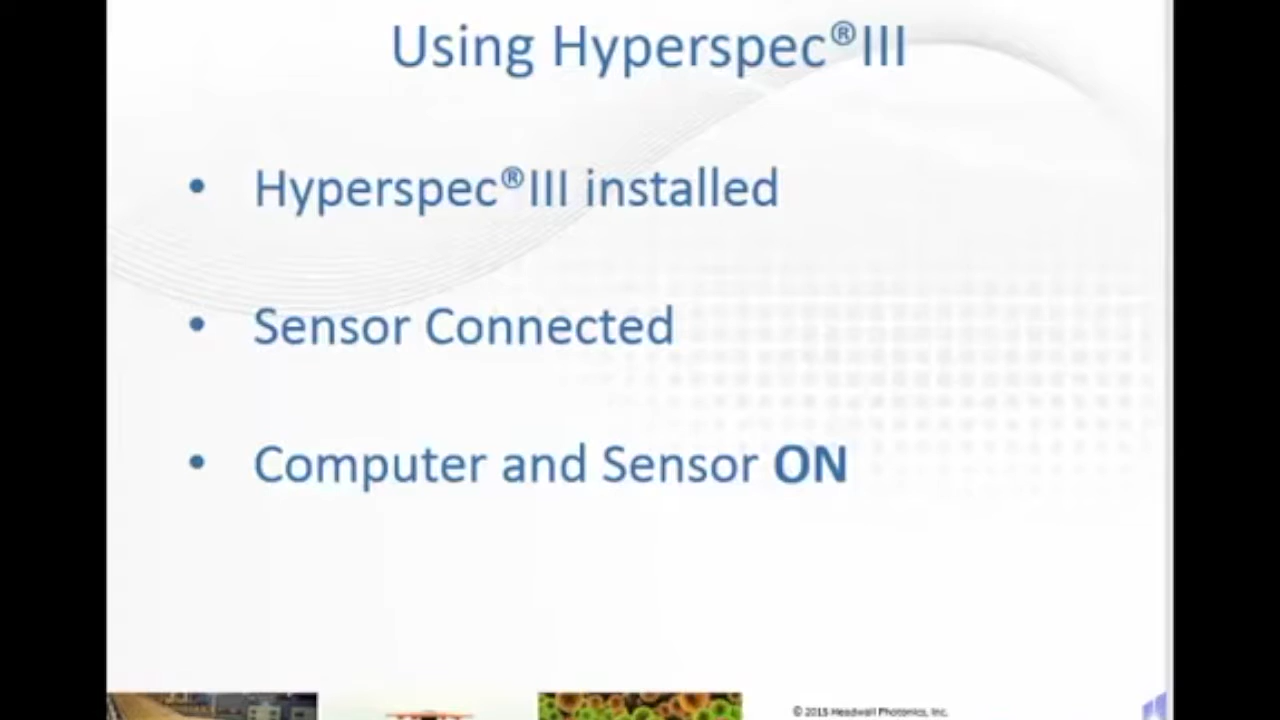 Using Hyperspec®III
• Hyperspec®III installed
• Sensor Connected
• Computer and Sensor ON
© 2015 Headwall Photonics, Inc.